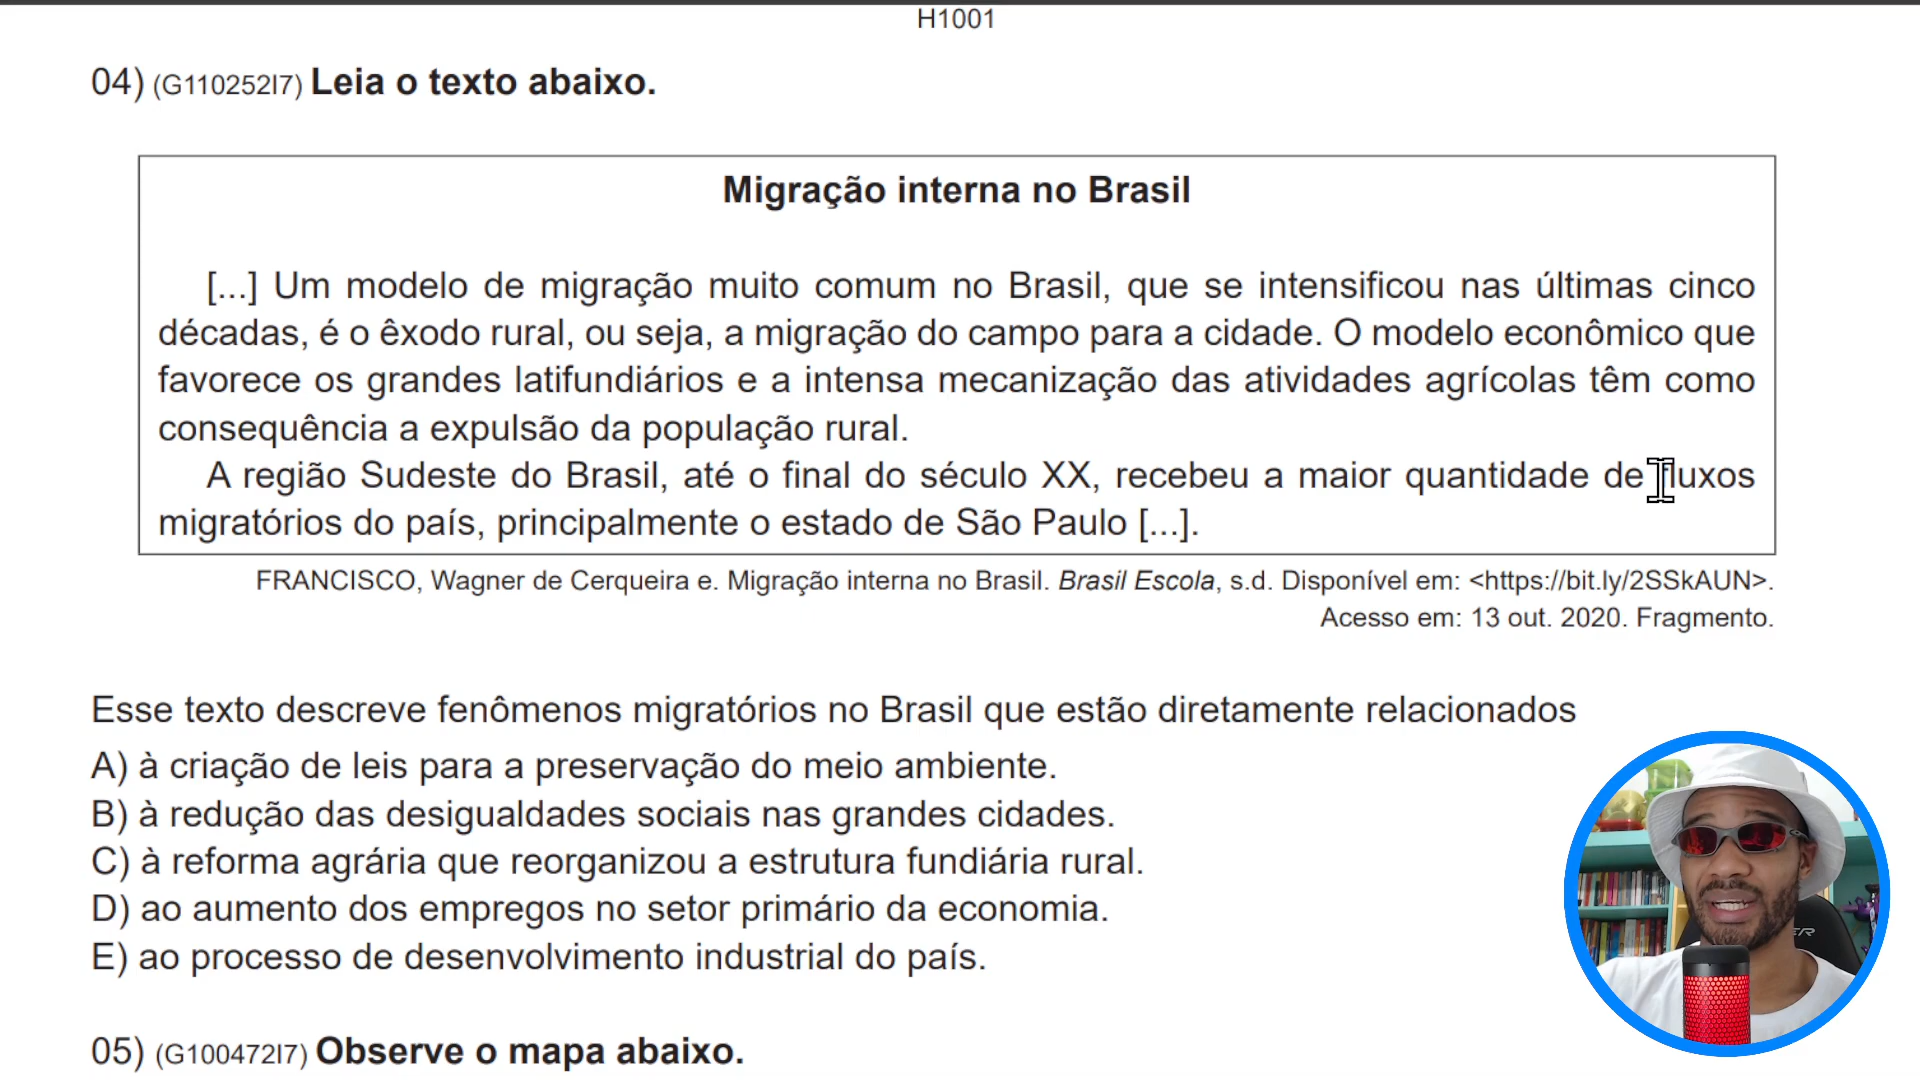 H1001
04) (G110252I7) Leia o texto abaixo.
Migração interna no Brasil
[...] Um modelo de migração muito comum no Brasil, que se intensificou nas últimas cinco
décadas, é o êxodo rural, ou seja, a migração do campo para a cidade. O modelo econômico que
favorece os grandes latifundiários e a intensa mecanização das atividades agrícolas têm como
consequência a expulsão da população rural.
A região Sudeste do Brasil, até o final do século XX, recebeu a maior quantidade de fluxos
migratórios do país, principalmente o estado de São Paulo [...].
FRANCISCO, Wagner de Cerqueira e. Migração interna no Brasil. Brasil Escola, s.d. Disponível em: <https://bit.ly/2SSkAUN>.
Acesso em: 13 out. 2020. Fragmento.
Esse texto descreve fenômenos migratórios no Brasil que estão diretamente relacionados
A) à criação de leis para a preservação do meio ambiente.
B) à redução das desigualdades sociais nas grandes cidades.
C) à reforma agrária que reorganizou a estrutura fundiária rural.
D) ao aumento dos empregos no setor primário da economia.
E) ao processo de desenvolvimento industrial do país.
05) (G100472I7) Observe o mapa abaixo.